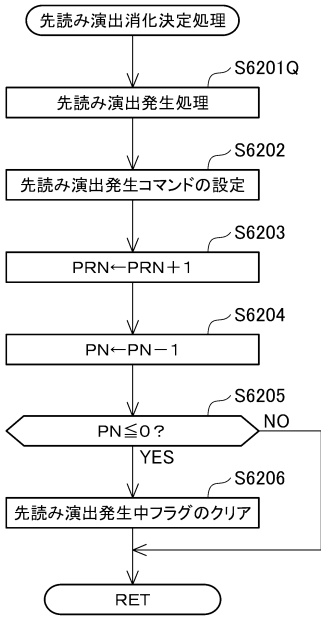 先読み演出消化決定処理
S6201Q
先読み演出発生処理
S6202
先読み演出発生コマンドの設定
S6203
PRN←PRN+1
S6204
PN←PN-1
S6205
PN≦0?
NO
YES
S6206
先読み演出発生中フラグのクリア
RET